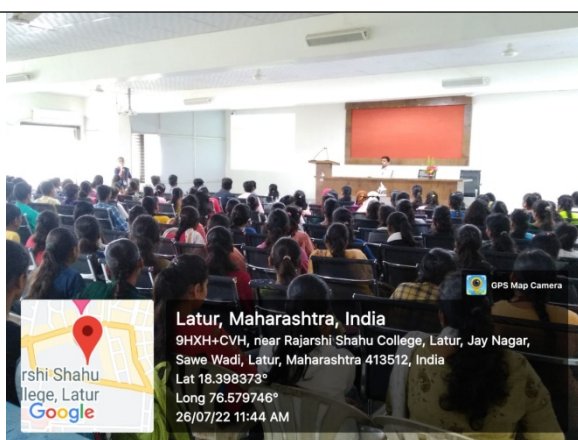 GPS Map Camera
Latur, Maharashtra, India
9HXH+CVH, near Rajarshi Shahu College, Latur, Jay Nagar,
Sawe Wadi, Latur, Maharashtra 413512, India
Lat 18.398373°
Long 76.579746°
26/07/22 11:44 AM
rshi Shahu
llege, Latur
Google